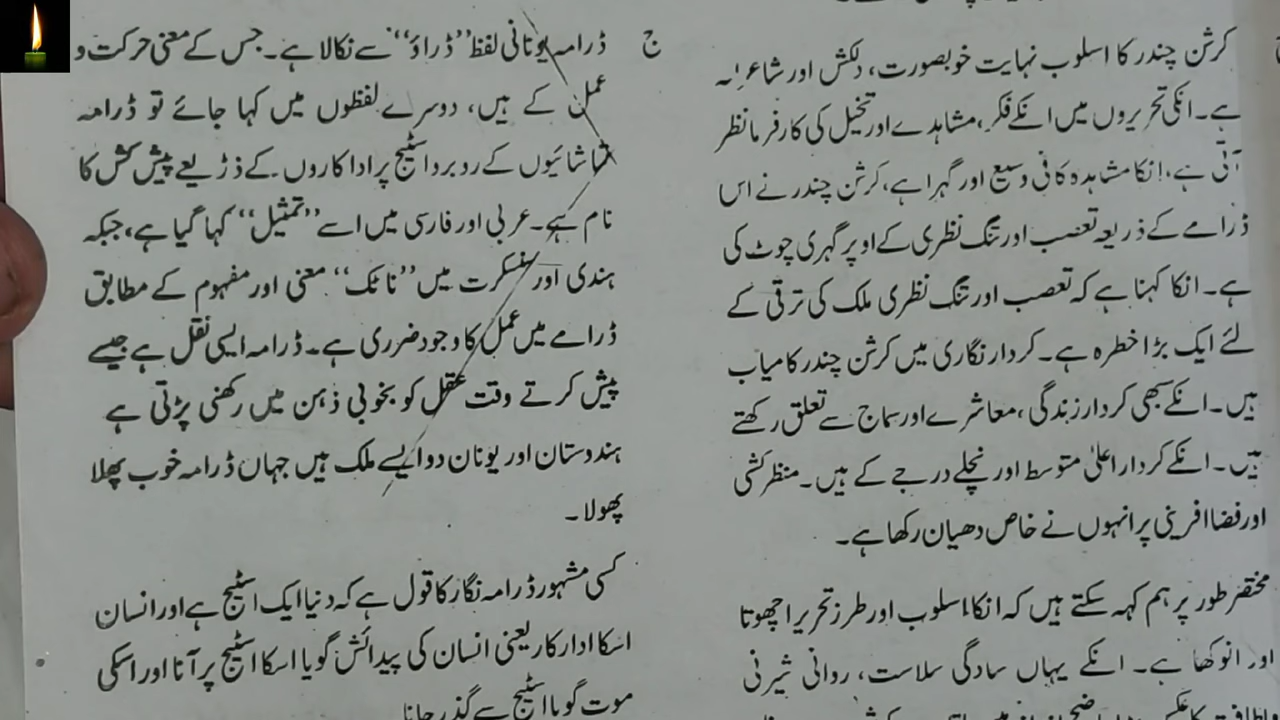 کرشن چندر کا اسلوب نہایت خوبصورت، دلکش اور شاعرانہ
ہے۔ انکی تحریروں میں انکے فکر، مشاہدے اور تخیل کی کارفرما نظر
آتی ہے، انکا مشاہدہ کافی وسیع اور گہرا ہے، کرشن چندر نے اس
ڈرامے کے ذریعہ تعصب اور تنگ نظری کے اوپر گہری چوٹ کی
ہے۔ انکا کہنا ہے کہ تعصب اور تنگ نظری ملک کی ترقی کے
لئے ایک بڑا خطرہ ہے۔ کردار نگاری میں کرشن چندر کامیاب
ہیں۔ انکے سبھی کردار زندگی، معاشرے اور سماج سے تعلق رکھتے
ہیں۔ انکے کردار اعلیٰ متوسط اور نچلے درجے کے ہیں۔ منظر کشی
اور فضا افرینی پر انہوں نے خاص دھیان رکھا ہے۔
مختصر طور پر ہم کہہ سکتے ہیں کہ انکا اسلوب اور طرز تحریر اچھوتا
اور انوکھا ہے۔ انکے یہاں سادگی سلاست، روانی شیرنی
ج ڈرامہ یونانی لفظ ’’ڈراؤ‘‘ سے نکالا ہے۔ جس کے معنی حرکت و
عمل کے ہیں، دوسرے لفظوں میں کہا جائے تو ڈرامہ
تماشائیوں کے روبرو اسٹیج پر اداکاروں کے ذڑیعے پیش کش کا
نام ہے۔ عربی اور فارسی میں اسے ’’تمثیل‘‘ کہا گیا ہے، جبکہ
ہندی اور سنسکرت میں ’’ناٹک‘‘ معنی اور مفہوم کے مطابق
ڈرامے میں عمل کا وجود ضرری ہے۔ ڈرامہ ایسی نقل ہے جیسے
پیش کرتے وقت عقل کو بخوبی ذہن میں رکھنی پڑتی ہے
ہندوستان اور یونان دو ایسے ملک ہیں جہاں ڈرامہ خوب پھلا
پھولا۔
کسی مشہور ڈرامہ نگار کا قول ہے کہ دنیا ایک اسٹیج ہے اور انسان
اسکا ادار کار یعنی انسان کی پیدائش گویا اسکا اسٹیج پر آنا اور اسکی
موت گویا اسٹیج سے گذر جانا